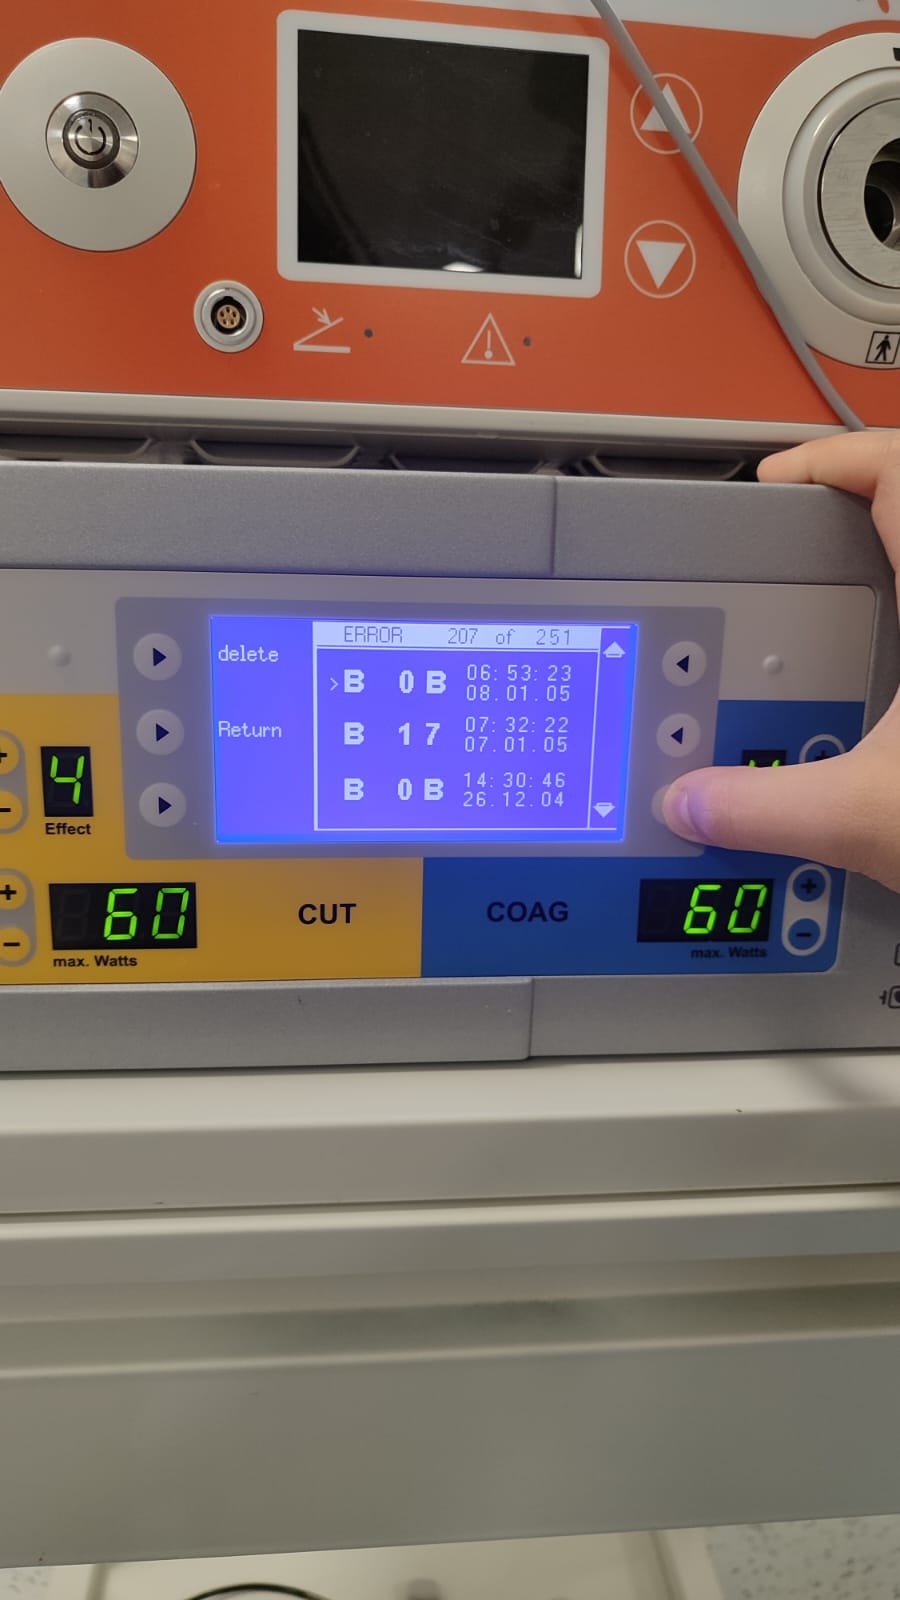 ERROR 207 of 251
delete
>B 0B 06:53:23
08.01.05
Return
B 17 07:32:22
07.01.05
B 0B 14:30:46
26.12.04
4
Effect
+
-
60
max. Watts
CUT
COAG
60
max. Watts
+
-